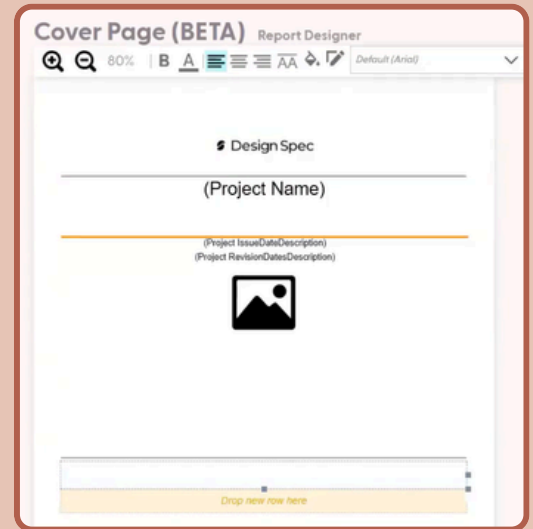 Cover Page (BETA) Report Designer
80% | B A AA Default (Arial)
Design Spec
(Project Name)
(Project IssueDateDescription)
(Project RevisionDatesDescription)
Drop new row here